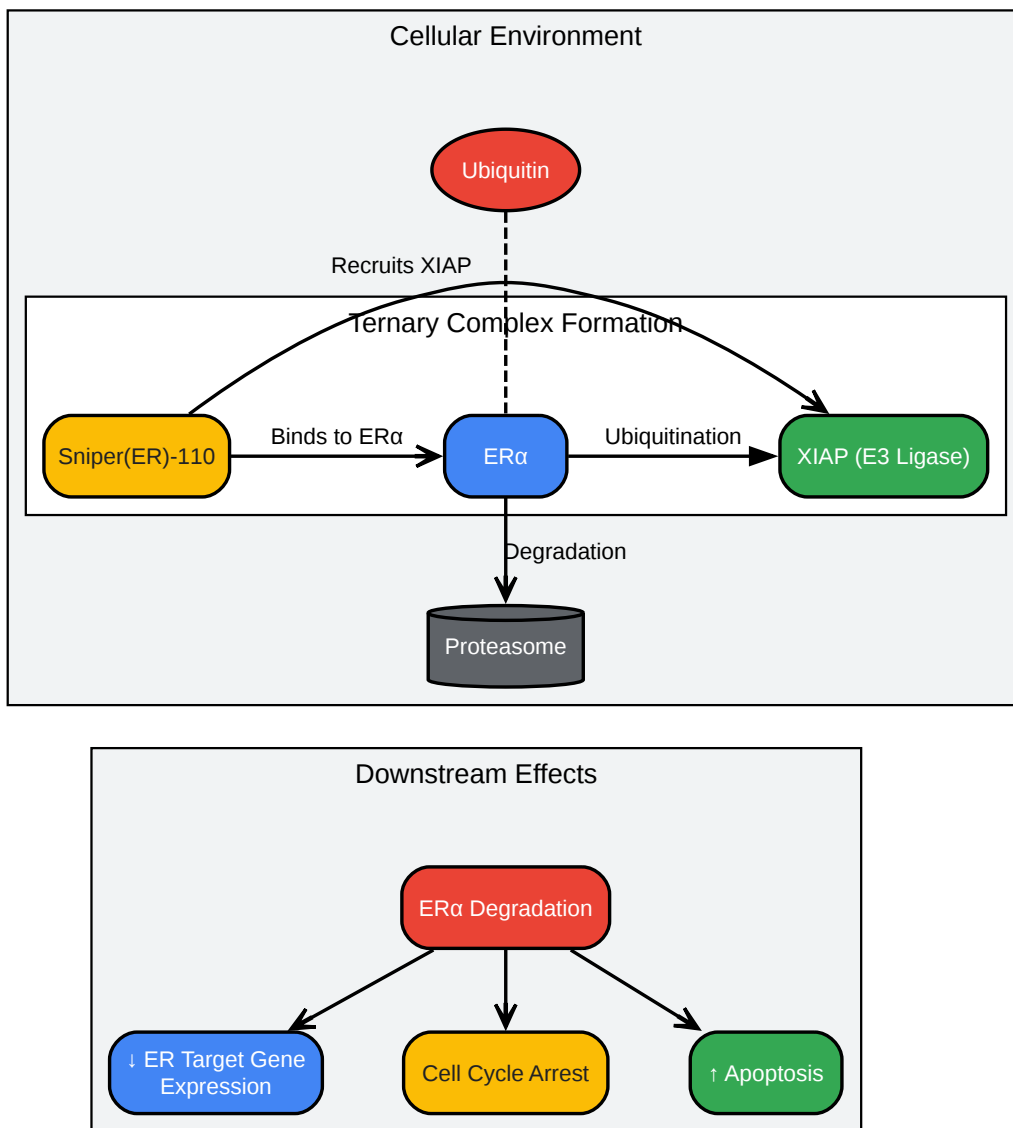 Cellular Environment
Ubiquitin
Recruits XIAP
Ternary Complex Formation
Sniper(ER)-110
Binds to ERα
ERα
Ubiquitination
XIAP (E3 Ligase)
Degradation
Proteasome
Downstream Effects
ERα Degradation
↓ ER Target Gene
Expression
Cell Cycle Arrest
↑ Apoptosis